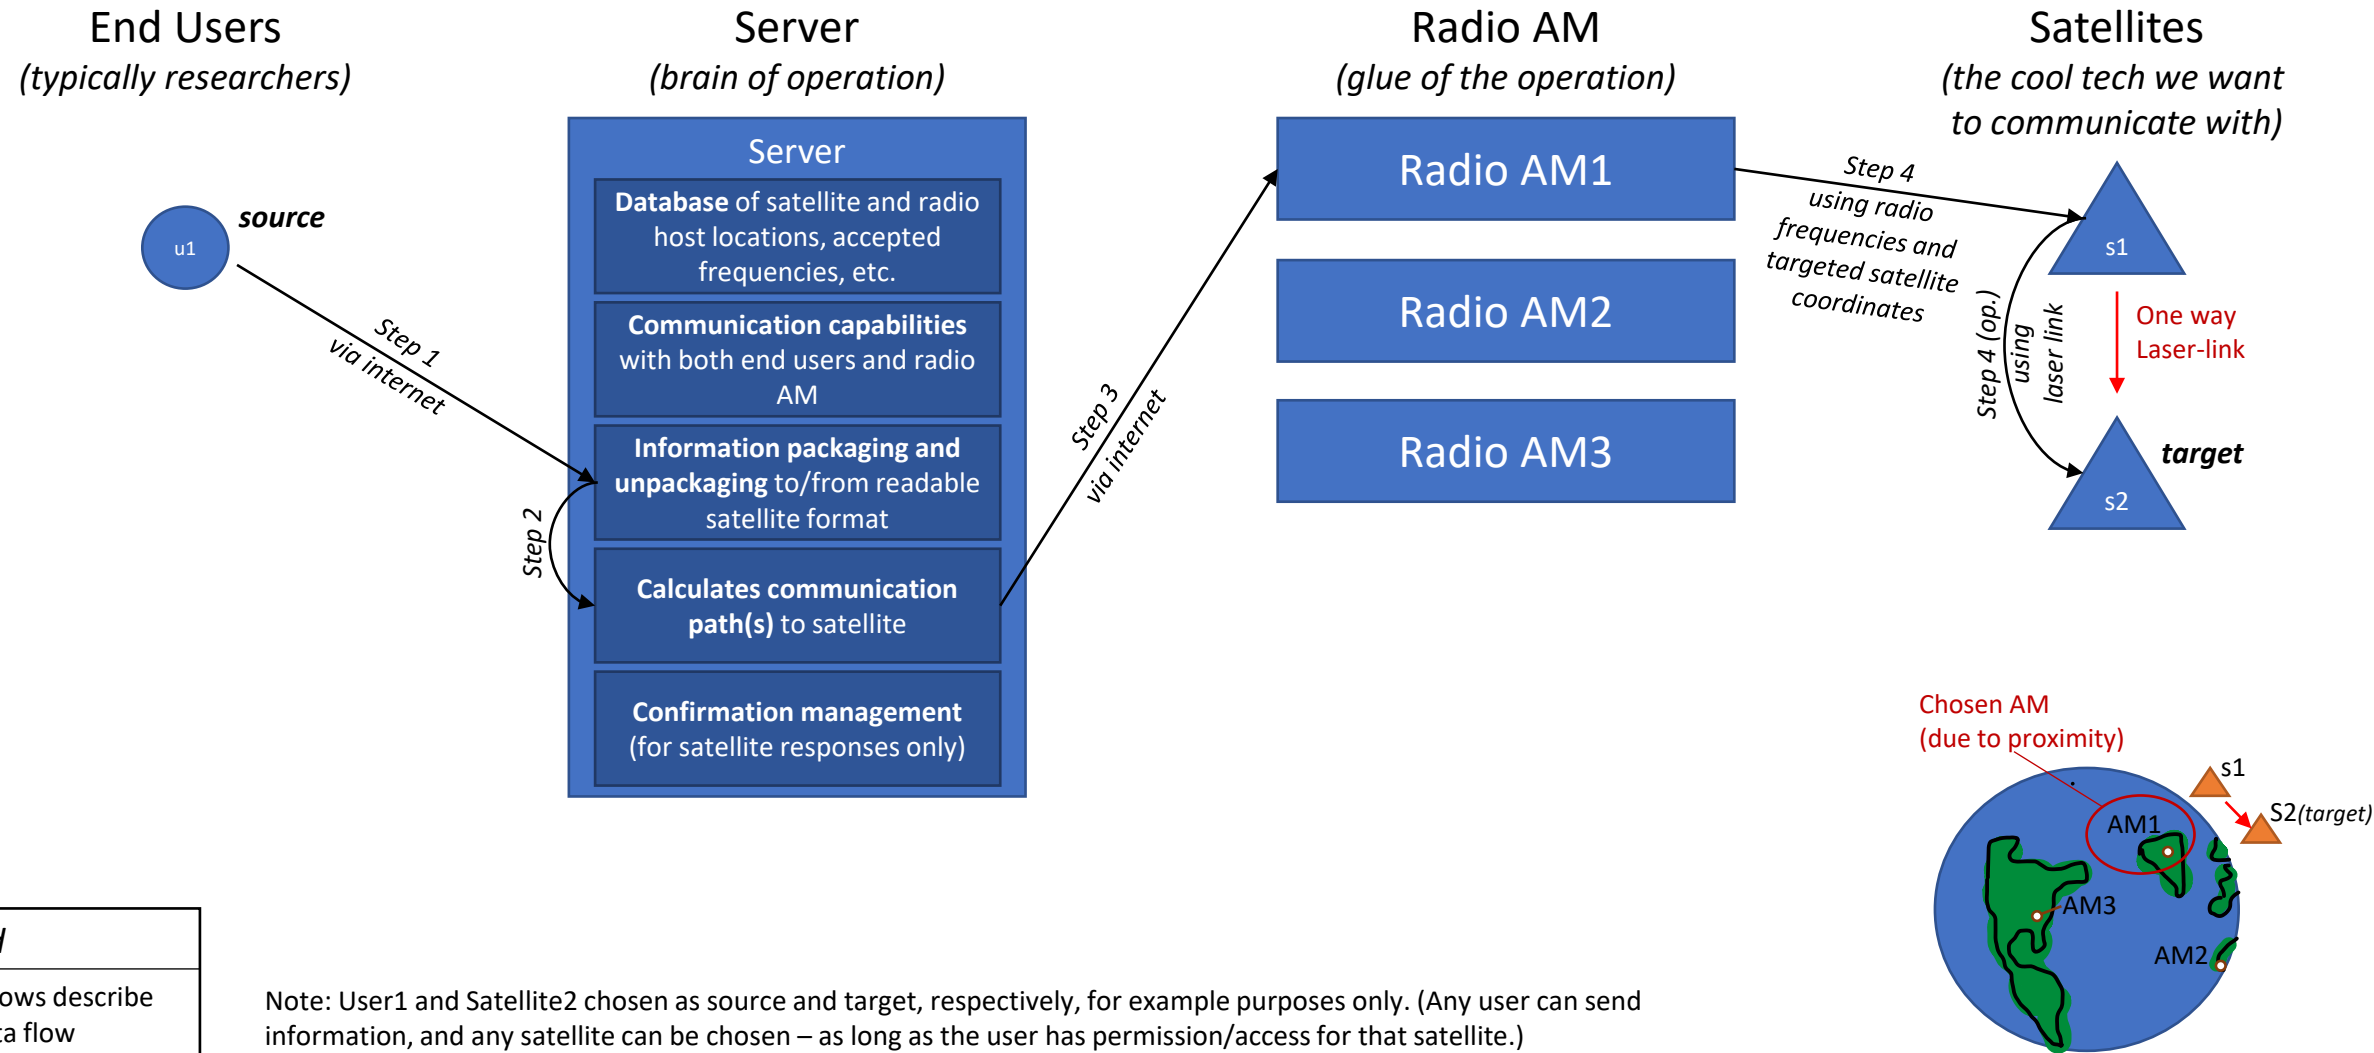 End Users
(typically researchers)
Server
(brain of operation)
Radio AM
(glue of the operation)
Satellites
(the cool tech we want
to communicate with)
source
u1
Step 1
via internet
Server
Database of satellite and radio
host locations, accepted
frequencies, etc.
Communication capabilities
with both end users and radio
AM
Information packaging and
unpackaging to/from readable
satellite format
Step 2
Calculates communication
path(s) to satellite
Confirmation management
(for satellite responses only)
Step 3
via internet
Radio AM1
Radio AM2
Radio AM3
Step 4
using radio
frequencies and
targeted satellite
coordinates
s1
Step 4 (op.)
using
laser link
One way
Laser-link
target
s2
Chosen AM
(due to proximity)
s1
S2(target)
AM1
AM3
AM2
describe
flow
Note: User1 and Satellite2 chosen as source and target, respectively, for example purposes only. (Any user can send
information, and any satellite can be chosen – as long as the user has permission/access for that satellite.)